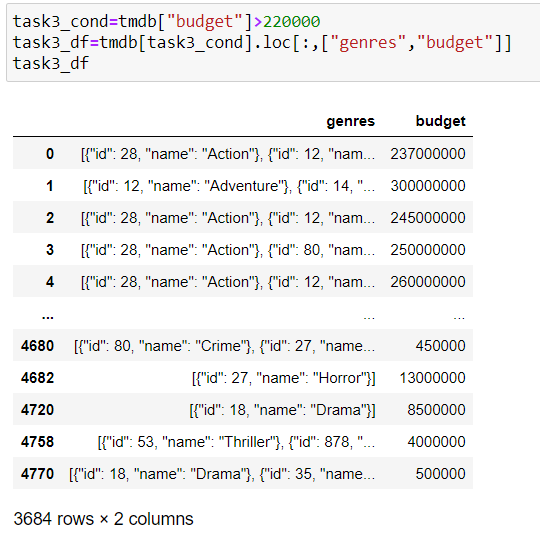 task3_cond=tmdb["budget"]>220000
task3_df=tmdb[task3_cond].loc[:,["genres","budget"]]
task3_df
genres budget
0 [{"id": 28, "name": "Action"}, {"id": 12, "nam... 237000000
1 [{"id": 12, "name": "Adventure"}, {"id": 14, "... 300000000
2 [{"id": 28, "name": "Action"}, {"id": 12, "nam... 245000000
3 [{"id": 28, "name": "Action"}, {"id": 80, "nam... 250000000
4 [{"id": 28, "name": "Action"}, {"id": 12, "nam... 260000000
... ... ...
4680 [{"id": 80, "name": "Crime"}, {"id": 27, "name... 450000
4682 [{"id": 27, "name": "Horror"}] 13000000
4720 [{"id": 18, "name": "Drama"}] 8500000
4758 [{"id": 53, "name": "Thriller"}, {"id": 878, "... 4000000
4770 [{"id": 18, "name": "Drama"}, {"id": 35, "name... 500000
3684 rows × 2 columns